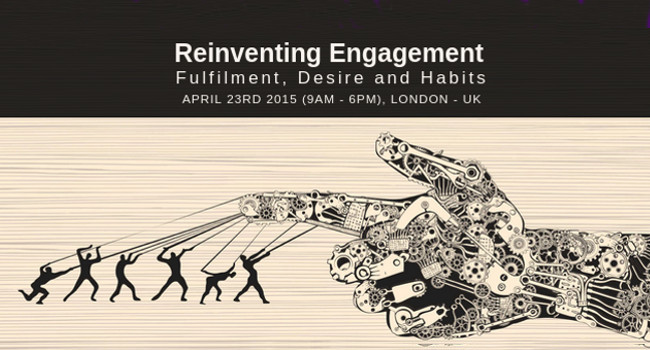 Reinventing Engagement
Fulfilment, Desire and Habits
APRIL 23RD 2015 (9AM - 6PM), LONDON - UK